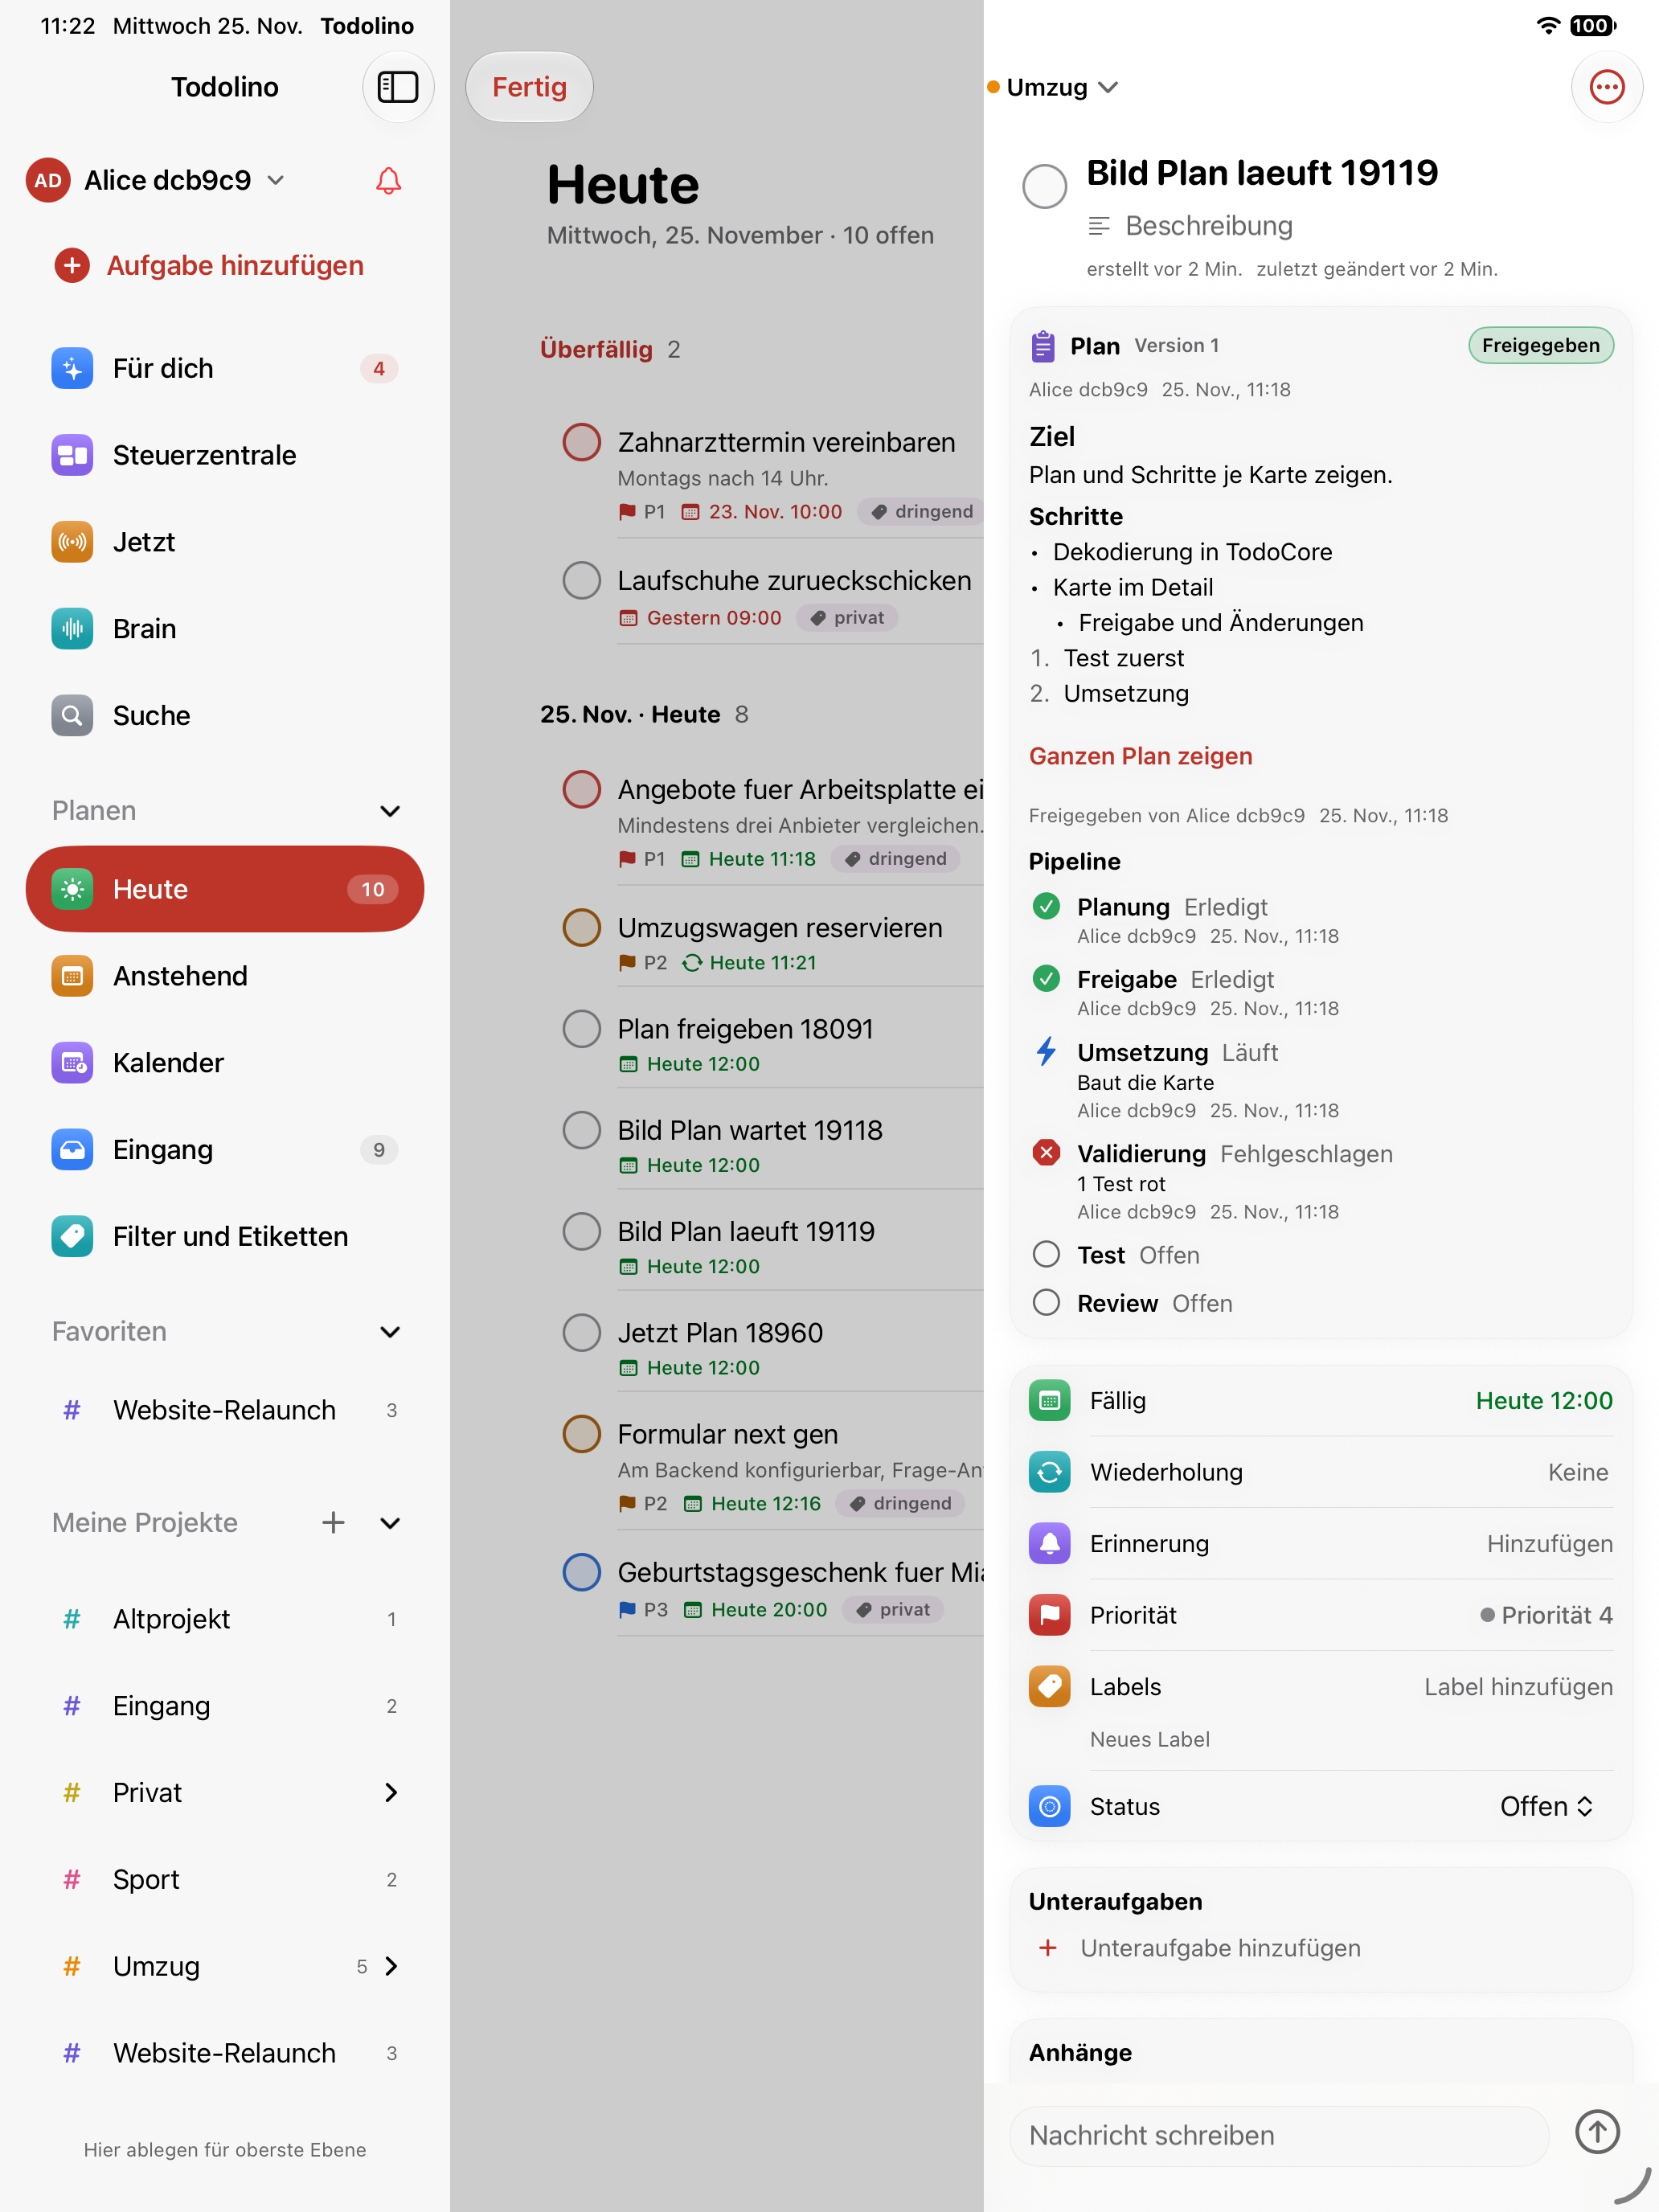 11:22 Mittwoch 25. Nov. Todolino
100
Todolino
AD Alice dcb9c9
Aufgabe hinzufügen
Für dich 4
Steuerzentrale
Jetzt
Brain
Suche
Planen
Heute 10
Anstehend
Kalender
Eingang 9
Filter und Etiketten
Favoriten
# Website-Relaunch 3
Meine Projekte
# Altprojekt 1
# Eingang 2
# Privat
# Sport 2
# Umzug 5
# Website-Relaunch 3
Hier ablegen für oberste Ebene
Fertig
Heute
Mittwoch, 25. November · 10 offen
Überfällig 2
Zahnarzttermin vereinbaren
Montags nach 14 Uhr.
P1 23. Nov. 10:00 dringend
Laufschuhe zurueckschicken
Gestern 09:00 privat
25. Nov. · Heute 8
Angebote fuer Arbeitsplatte ei
Mindestens drei Anbieter vergleichen.
P1 Heute 11:18 dringend
Umzugswagen reservieren
P2 Heute 11:21
Plan freigeben 18091
Heute 12:00
Bild Plan wartet 19118
Heute 12:00
Bild Plan laeuft 19119
Heute 12:00
Jetzt Plan 18960
Heute 12:00
Formular next gen
Am Backend konfigurierbar, Frage-An
P2 Heute 12:16 dringend
Geburtstagsgeschenk fuer Mia
P3 Heute 20:00 privat
Umzug
Bild Plan laeuft 19119
Beschreibung
erstellt vor 2 Min. zuletzt geändert vor 2 Min.
Plan Version 1 Freigegeben
Alice dcb9c9 25. Nov., 11:18
Ziel
Plan und Schritte je Karte zeigen.
Schritte
• Dekodierung in TodoCore
• Karte im Detail
• Freigabe und Änderungen
1. Test zuerst
2. Umsetzung
Ganzen Plan zeigen
Freigegeben von Alice dcb9c9 25. Nov., 11:18
Pipeline
Planung Erledigt
Alice dcb9c9 25. Nov., 11:18
Freigabe Erledigt
Alice dcb9c9 25. Nov., 11:18
Umsetzung Läuft
Baut die Karte
Alice dcb9c9 25. Nov., 11:18
Validierung Fehlgeschlagen
1 Test rot
Alice dcb9c9 25. Nov., 11:18
Test Offen
Review Offen
Fällig Heute 12:00
Wiederholung Keine
Erinnerung Hinzufügen
Priorität Priorität 4
Labels Label hinzufügen
Neues Label
Status Offen
Unteraufgaben
Unteraufgabe hinzufügen
Anhänge
Nachricht schreiben